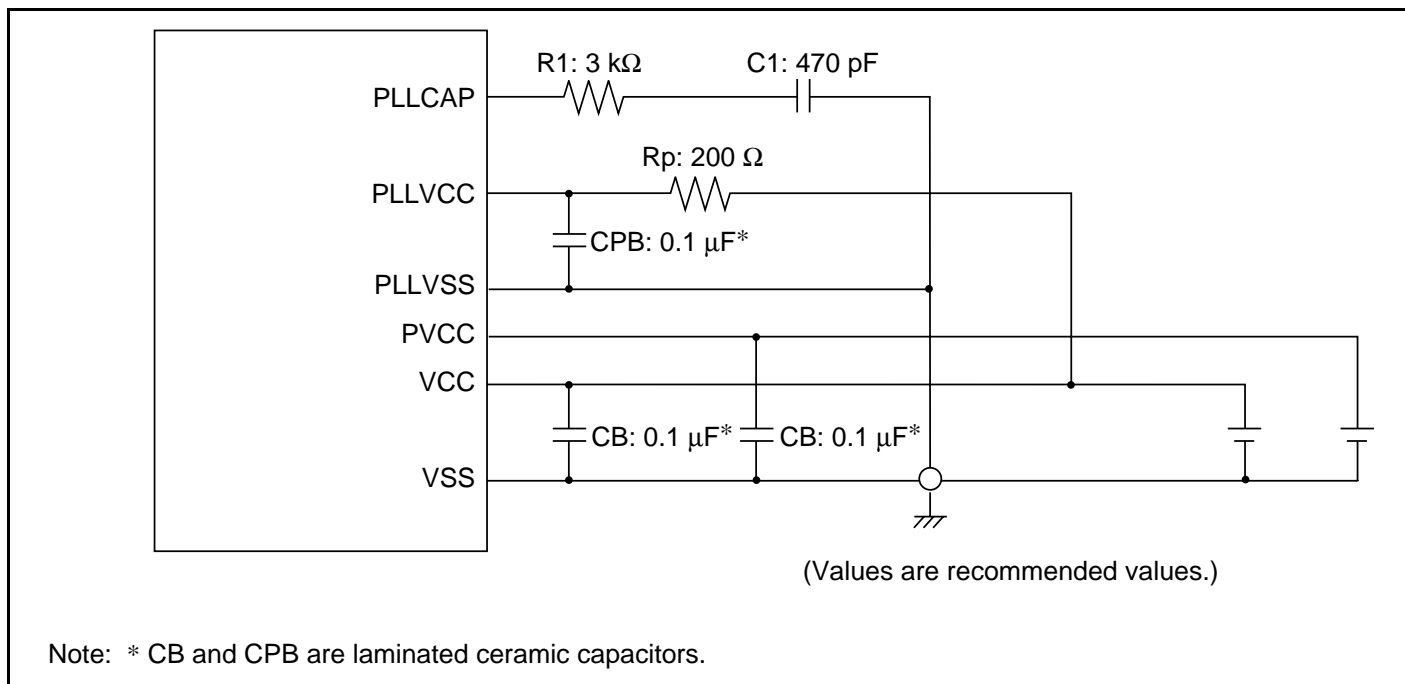 R1: 3 kΩ
C1: 470 pF
PLLCAP
Rp: 200 Ω
PLLVCC
CPB: 0.1 μF*
PLLVSS
PVCC
VCC
CB: 0.1 μF*
CB: 0.1 μF*
VSS
(Values are recommended values.)
Note: * CB and CPB are laminated ceramic capacitors.